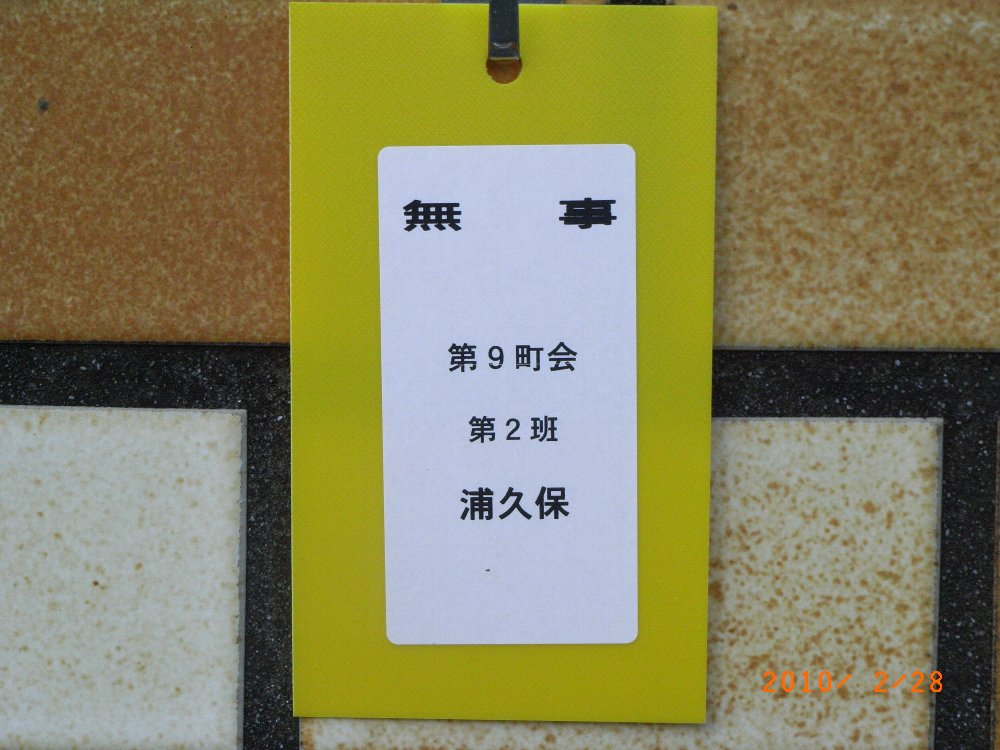 無 事
第9町会
第2班
浦久保
2010/ 2/28